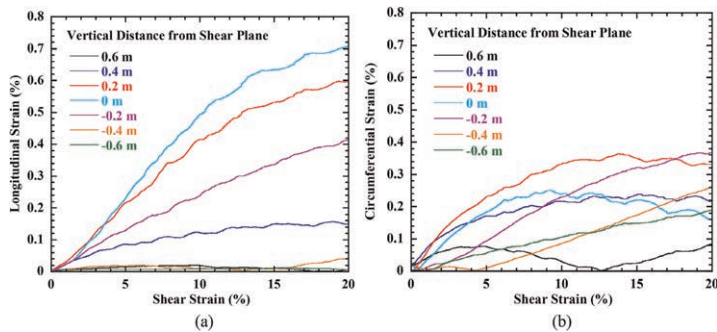 0.8
0.7
0.6
0.5
0.4
0.3
0.2
0.1
0
Longitudinal Strain (%)
Vertical Distance from Shear Plane
0.6 m
0.4 m
0.2 m
0 m
-0.2 m
-0.4 m
-0.6 m
0 5 10 15 20
Shear Strain (%)
(a)
0.8
0.7
0.6
0.5
0.4
0.3
0.2
0.1
0
Circumferential Strain (%)
Vertical Distance from Shear Plane
0.6 m
0.4 m
0.2 m
0 m
-0.2 m
-0.4 m
-0.6 m
0 5 10 15 20
Shear Strain (%)
(b)